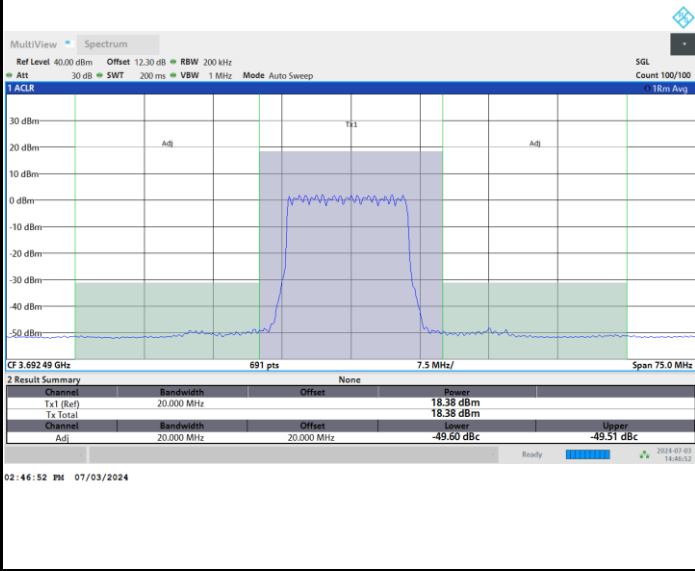 MultiView Spectrum
Ref Level 40.00 dBm Offset 12.30 dB RBW 200 kHz SGL
Att 30 dB SWT 200 ms VBW 1 MHz Mode Auto Sweep Count 100/100
1 ACLR 1Rm Avg
30 dBm
Tx1
20 dBm Adj Adj
10 dBm
0 dBm
-10 dBm
-20 dBm
-30 dBm
-40 dBm
-50 dBm
CF 3.692 49 GHz 691 pts 7.5 MHz/ Span 75.0 MHz
2 Result Summary None
Channel Bandwidth Offset Power
Tx1 (Ref) 20.000 MHz 18.38 dBm
Tx Total 18.38 dBm
Channel Bandwidth Offset Lower Upper
Adj 20.000 MHz 20.000 MHz -49.60 dBc -49.51 dBc
Ready 2024-07-03
14:46:52
02:46:52 PM 07/03/2024